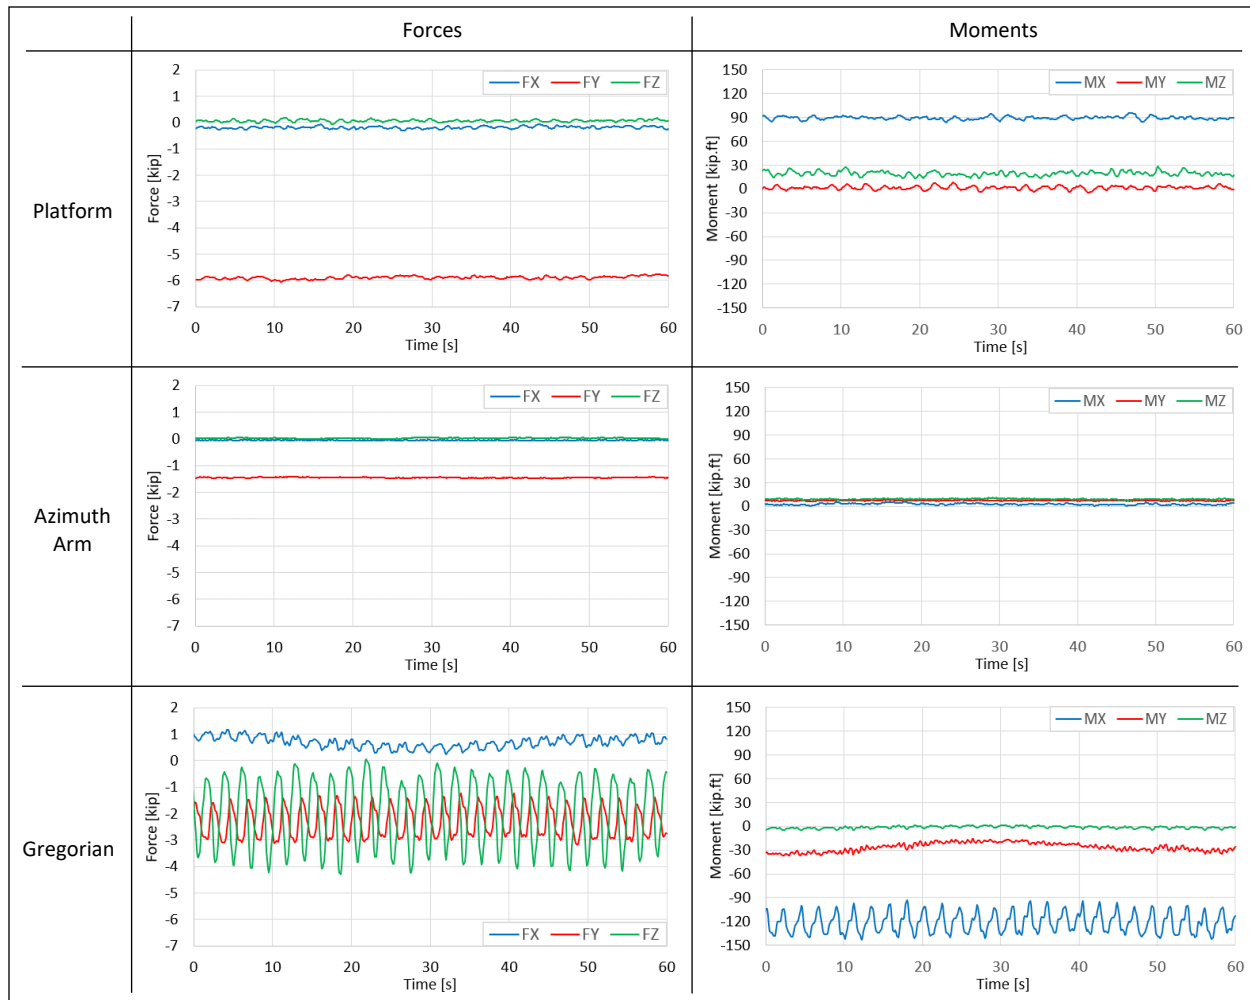 Forces
Moments
Platform
FX FY FZ
2
1
0
-1
-2
-3
-4
-5
-6
-7
Force [kip]
0 10 20 30 40 50 60
Time [s]
MX MY MZ
150
120
90
60
30
0
-30
-60
-90
-120
-150
Moment [kip.ft]
0 10 20 30 40 50 60
Time [s]
Azimuth
Arm
FX FY FZ
2
1
0
-1
-2
-3
-4
-5
-6
-7
Force [kip]
0 10 20 30 40 50 60
Time [s]
MX MY MZ
150
120
90
60
30
0
-30
-60
-90
-120
-150
Moment [kip.ft]
0 10 20 30 40 50 60
Time [s]
Gregorian
2
1
0
-1
-2
-3
-4
-5
-6
-7
Force [kip]
FX FY FZ
0 10 20 30 40 50 60
Time [s]
MX MY MZ
150
120
90
60
30
0
-30
-60
-90
-120
-150
Moment [kip.ft]
0 10 20 30 40 50 60
Time [s]